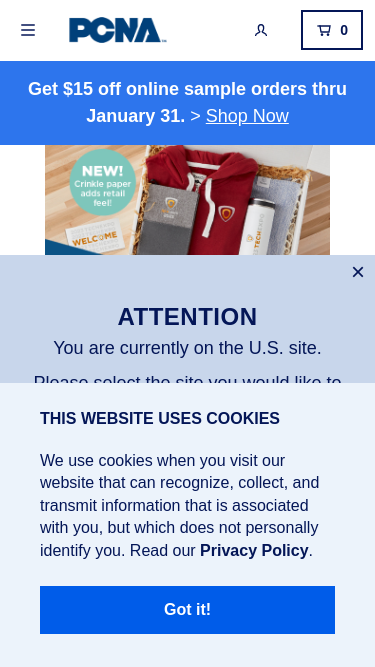 PCNA
0
Get $15 off online sample orders thru
January 31. > Shop Now
NEW!
Crinkle paper
adds retail
feel!
WELCOME
TECH
ATTENTION
You are currently on the U.S. site.
Please select the site you would like to
THIS WEBSITE USES COOKIES
We use cookies when you visit our
website that can recognize, collect, and
transmit information that is associated
with you, but which does not personally
identify you. Read our Privacy Policy.
Got it!